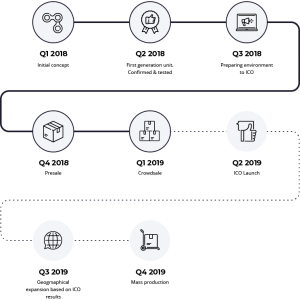 Q1 2018
Initial concept
Q2 2018
First generation unit.
Confirmed & tested
Q3 2018
Preparing environment
to ICO
Q4 2018
Presale
Q1 2019
Crowdsale
Q2 2019
ICO Launch
Q3 2019
Geographical
expansion based on ICO
results
Q4 2019
Mass production